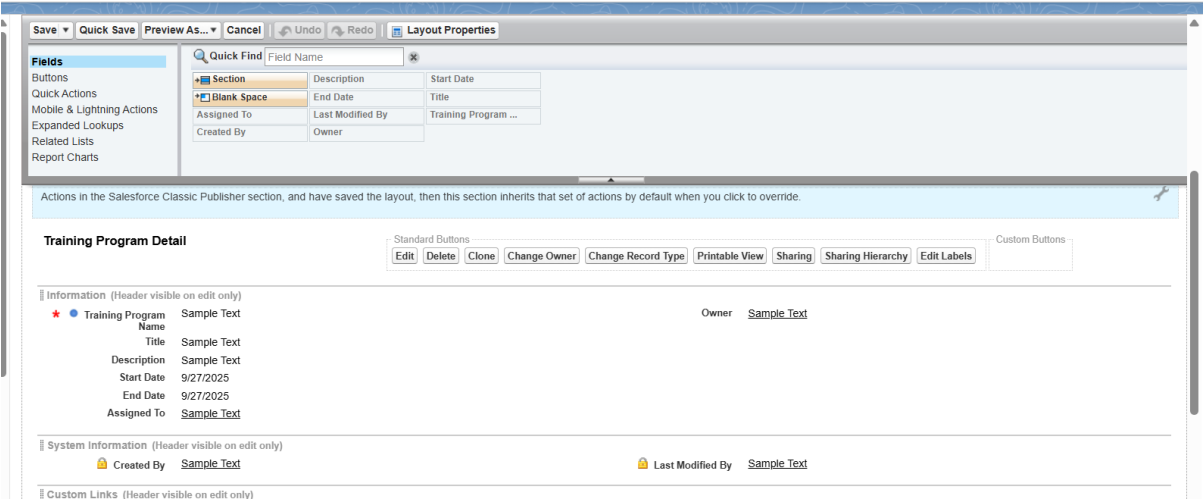 Save Quick Save Preview As... Cancel Undo Redo Layout Properties
Fields
Buttons
Quick Actions
Mobile & Lightning Actions
Expanded Lookups
Related Lists
Report Charts
Quick Find Field Name
Section Description Start Date
Blank Space End Date Title
Assigned To Last Modified By Training Program ...
Created By Owner
Actions in the Salesforce Classic Publisher section, and have saved the layout, then this section inherits that set of actions by default when you click to override.
Training Program Detail
Standard Buttons
Edit Delete Clone Change Owner Change Record Type Printable View Sharing Sharing Hierarchy Edit Labels
Custom Buttons
Information (Header visible on edit only)
Training Program Name Sample Text
Owner Sample Text
Title Sample Text
Description Sample Text
Start Date 9/27/2025
End Date 9/27/2025
Assigned To Sample Text
System Information (Header visible on edit only)
Created By Sample Text
Last Modified By Sample Text
Custom Links (Header visible on edit only)